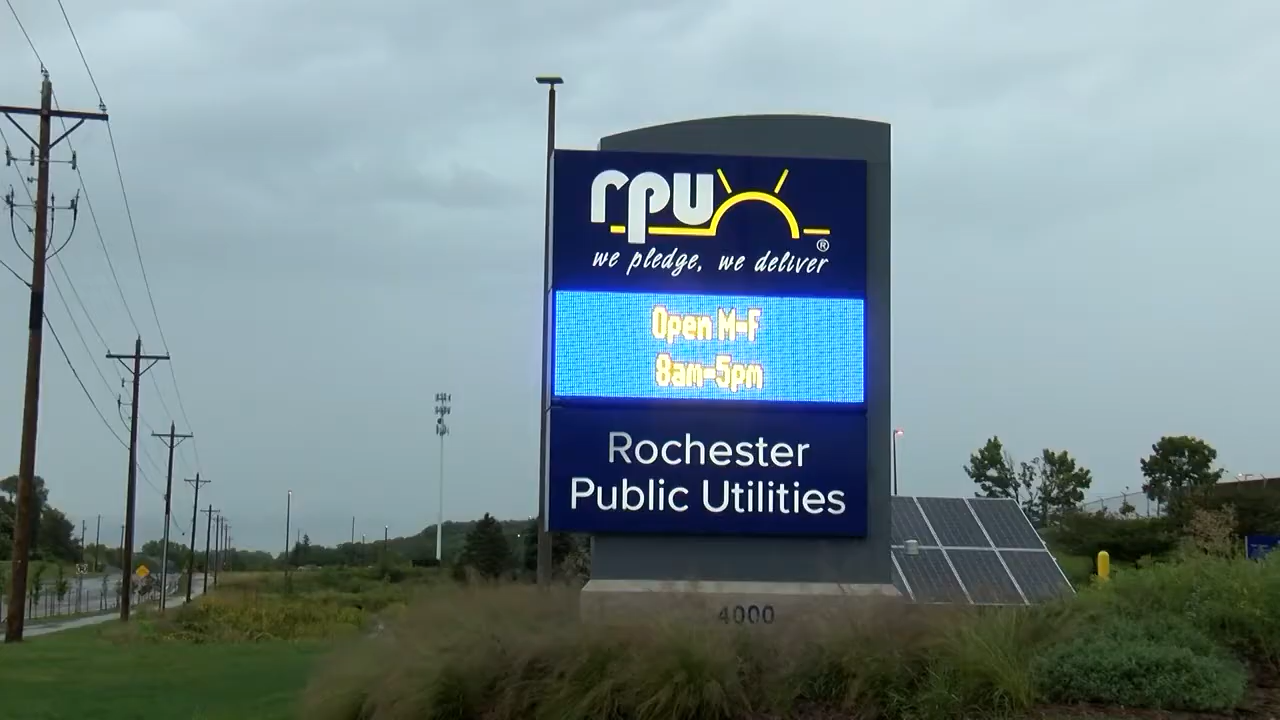 rpu
®
we pledge, we deliver
Open M-F
8am-5pm
Rochester
Public Utilities
4000